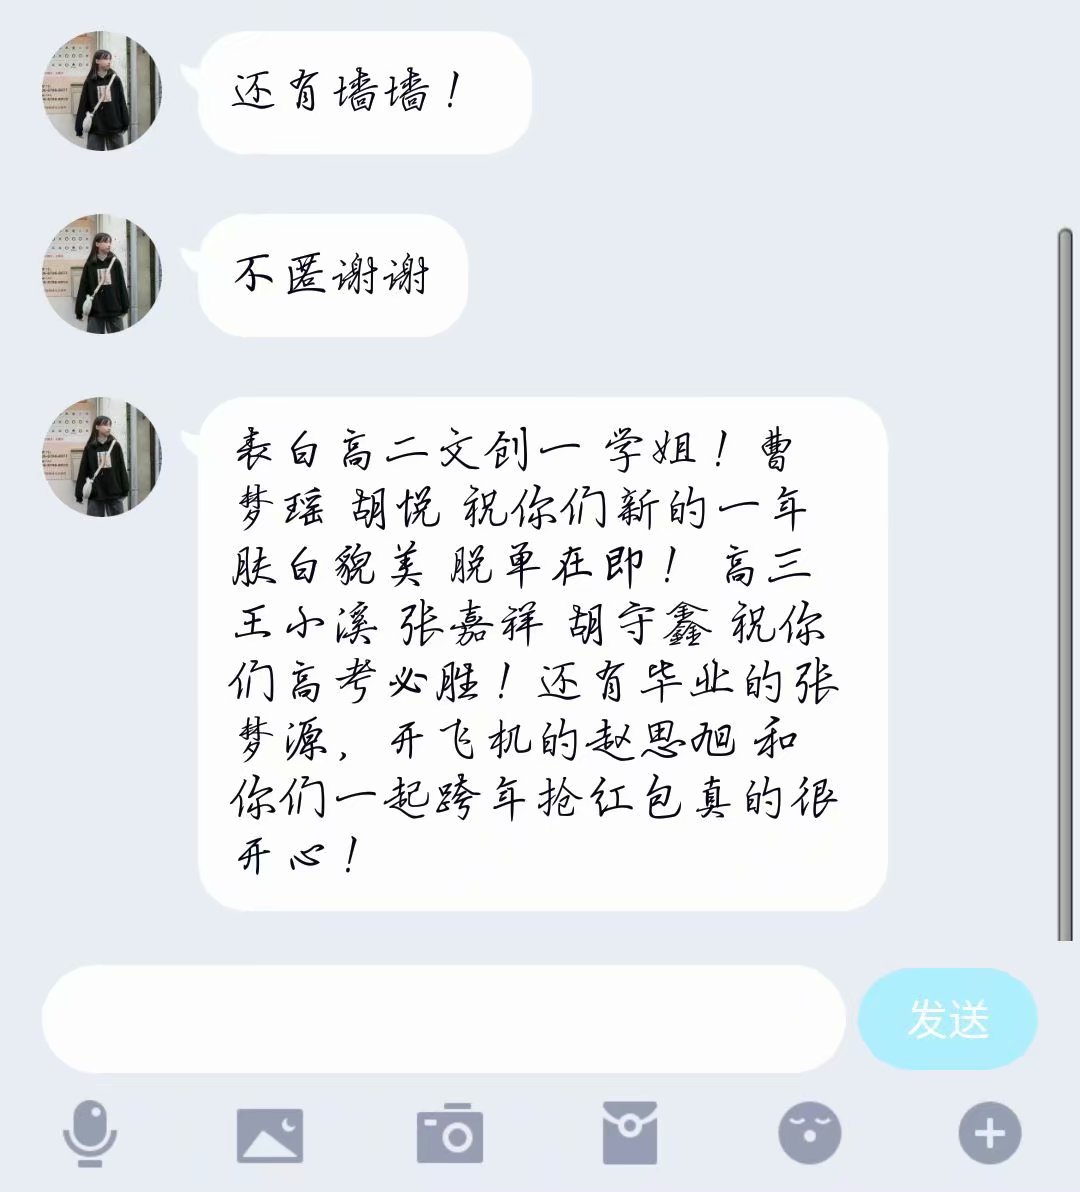 还有墙墙！
不匿谢谢
表白高二文创一 学姐！曹
梦瑶 胡悦 祝你们新的一年
肤白貌美 脱单在即！ 高三
王小溪 张嘉祥 胡守鑫 祝你
们高考必胜！还有毕业的张
梦源，开飞机的赵思旭 和
你们一起跨年抢红包真的很
开心！
发送